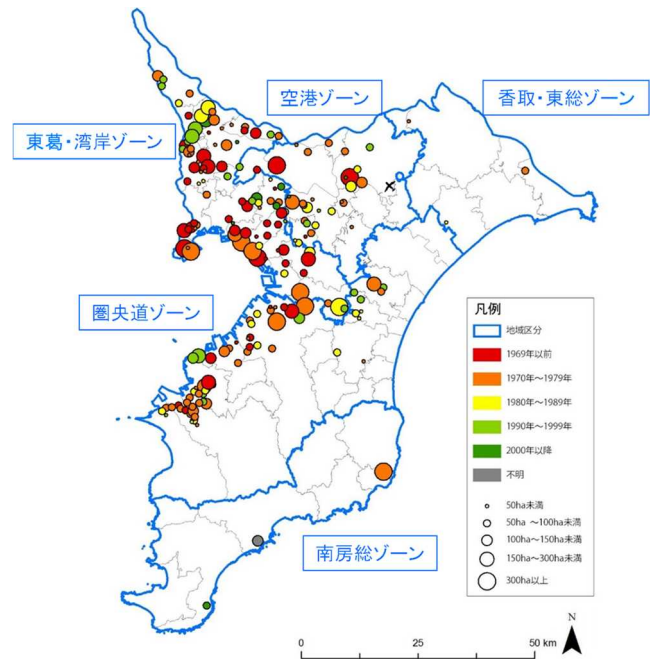 空港ゾーン
香取・東総ゾーン
東葛・湾岸ゾーン
圏央道ゾーン
南房総ゾーン
凡例
地域区分
1969年以前
1970年～1979年
1980年～1989年
1990年～1999年
2000年以降
不明
50ha未満
50ha ～100ha未満
100ha～150ha未満
150ha～300ha未満
300ha以上
N
0 25 50 km